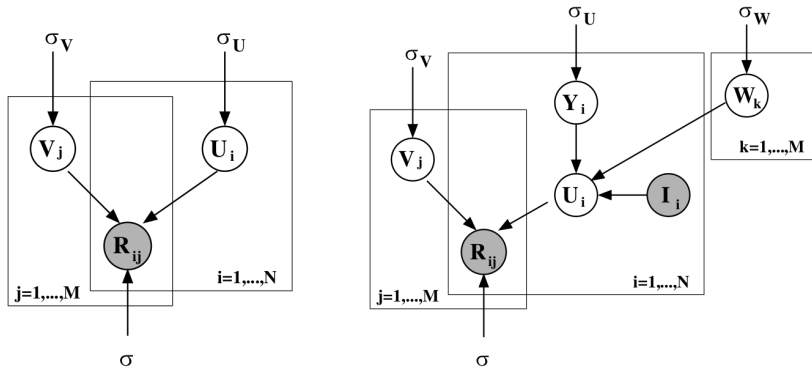 σV σU
Vj Ui
Rij
j=1,...,M i=1,...,N
σ
σU σW
σV
Yi Wk
k=1,...,M
Vj
Ui Ii
Rij
j=1,...,M i=1,...,N
σ